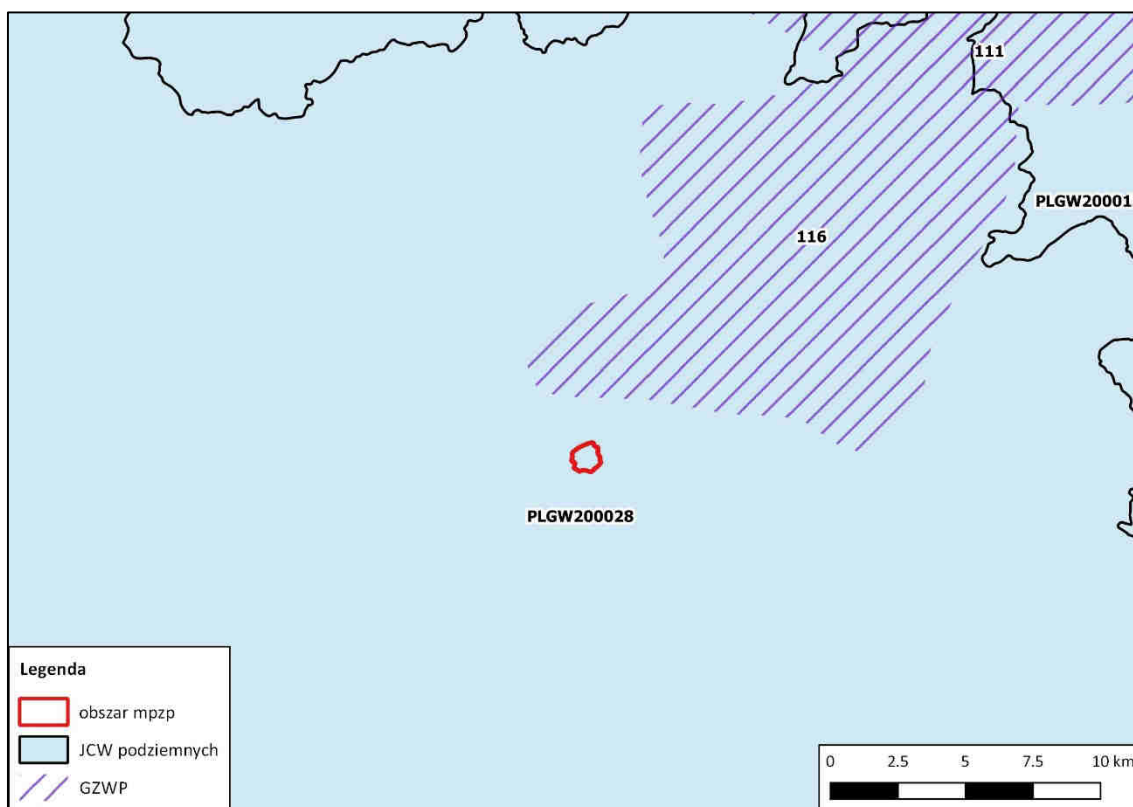 111
PLGW20001
116
PLGW200028
Legenda
obszar mpzp
JCW podziemnych
GZWP
0 2.5 5 7.5 10 km